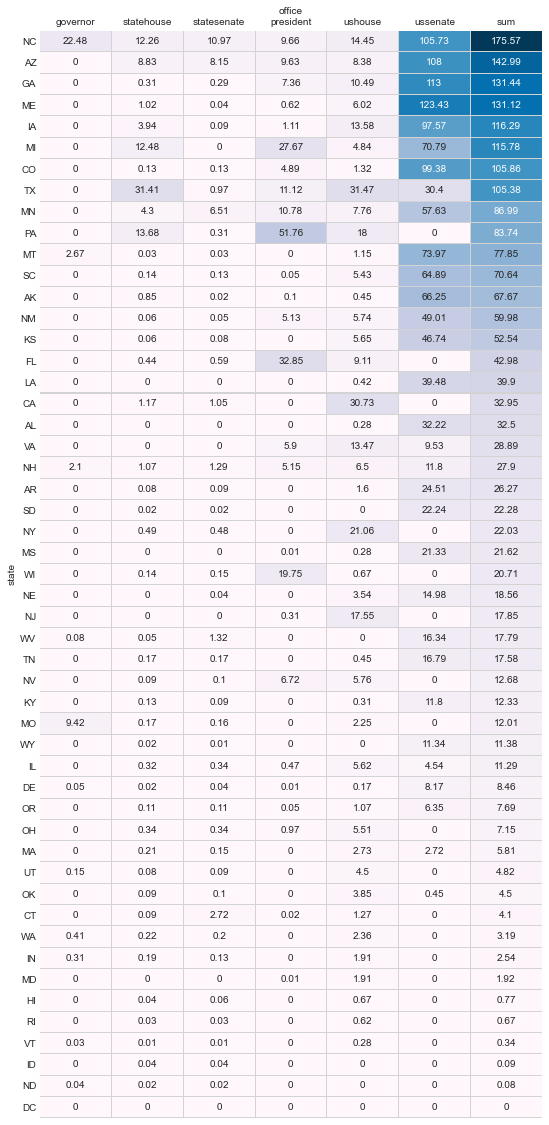 office
governor statehouse statesenate president ushouse ussenate sum
NC 22.48 12.26 10.97 9.66 14.45 105.73 175.57
AZ 0 8.83 8.15 9.63 8.38 108 142.99
GA 0 0.31 0.29 7.36 10.49 113 131.44
ME 0 1.02 0.04 0.62 6.02 123.43 131.12
IA 0 3.94 0.09 1.11 13.58 97.57 116.29
MI 0 12.48 0 27.67 4.84 70.79 115.78
CO 0 0.13 0.13 4.89 1.32 99.38 105.86
TX 0 31.41 0.97 11.12 31.47 30.4 105.38
MN 0 4.3 6.51 10.78 7.76 57.63 86.99
PA 0 13.68 0.31 51.76 18 0 83.74
MT 2.67 0.03 0.03 0 1.15 73.97 77.85
SC 0 0.14 0.13 0.05 5.43 64.89 70.64
AK 0 0.85 0.02 0.1 0.45 66.25 67.67
NM 0 0.06 0.05 5.13 5.74 49.01 59.98
KS 0 0.06 0.08 0 5.65 46.74 52.54
FL 0 0.44 0.59 32.85 9.11 0 42.98
LA 0 0 0 0 0.42 39.48 39.9
CA 0 1.17 1.05 0 30.73 0 32.95
AL 0 0 0 0 0.28 32.22 32.5
VA 0 0 0 5.9 13.47 9.53 28.89
NH 2.1 1.07 1.29 5.15 6.5 11.8 27.9
AR 0 0.08 0.09 0 1.6 24.51 26.27
SD 0 0.02 0.02 0 0 22.24 22.28
NY 0 0.49 0.48 0 21.06 0 22.03
MS 0 0 0 0.01 0.28 21.33 21.62
state
WI 0 0.14 0.15 19.75 0.67 0 20.71
NE 0 0 0.04 0 3.54 14.98 18.56
NJ 0 0 0 0.31 17.55 0 17.85
WV 0.08 0.05 1.32 0 0 16.34 17.79
TN 0 0.17 0.17 0 0.45 16.79 17.58
NV 0 0.09 0.1 6.72 5.76 0 12.68
KY 0 0.13 0.09 0 0.31 11.8 12.33
MO 9.42 0.17 0.16 0 2.25 0 12.01
WY 0 0.02 0.01 0 0 11.34 11.38
IL 0 0.32 0.34 0.47 5.62 4.54 11.29
DE 0.05 0.02 0.04 0.01 0.17 8.17 8.46
OR 0 0.11 0.11 0.05 1.07 6.35 7.69
OH 0 0.34 0.34 0.97 5.51 0 7.15
MA 0 0.21 0.15 0 2.73 2.72 5.81
UT 0.15 0.08 0.09 0 4.5 0 4.82
OK 0 0.09 0.1 0 3.85 0.45 4.5
CT 0 0.09 2.72 0.02 1.27 0 4.1
WA 0.41 0.22 0.2 0 2.36 0 3.19
IN 0.31 0.19 0.13 0 1.91 0 2.54
MD 0 0 0 0.01 1.91 0 1.92
HI 0 0.04 0.06 0 0.67 0 0.77
RI 0 0.03 0.03 0 0.62 0 0.67
VT 0.03 0.01 0.01 0 0.28 0 0.34
ID 0 0.04 0.04 0 0 0 0.09
ND 0.04 0.02 0.02 0 0 0 0.08
DC 0 0 0 0 0 0 0